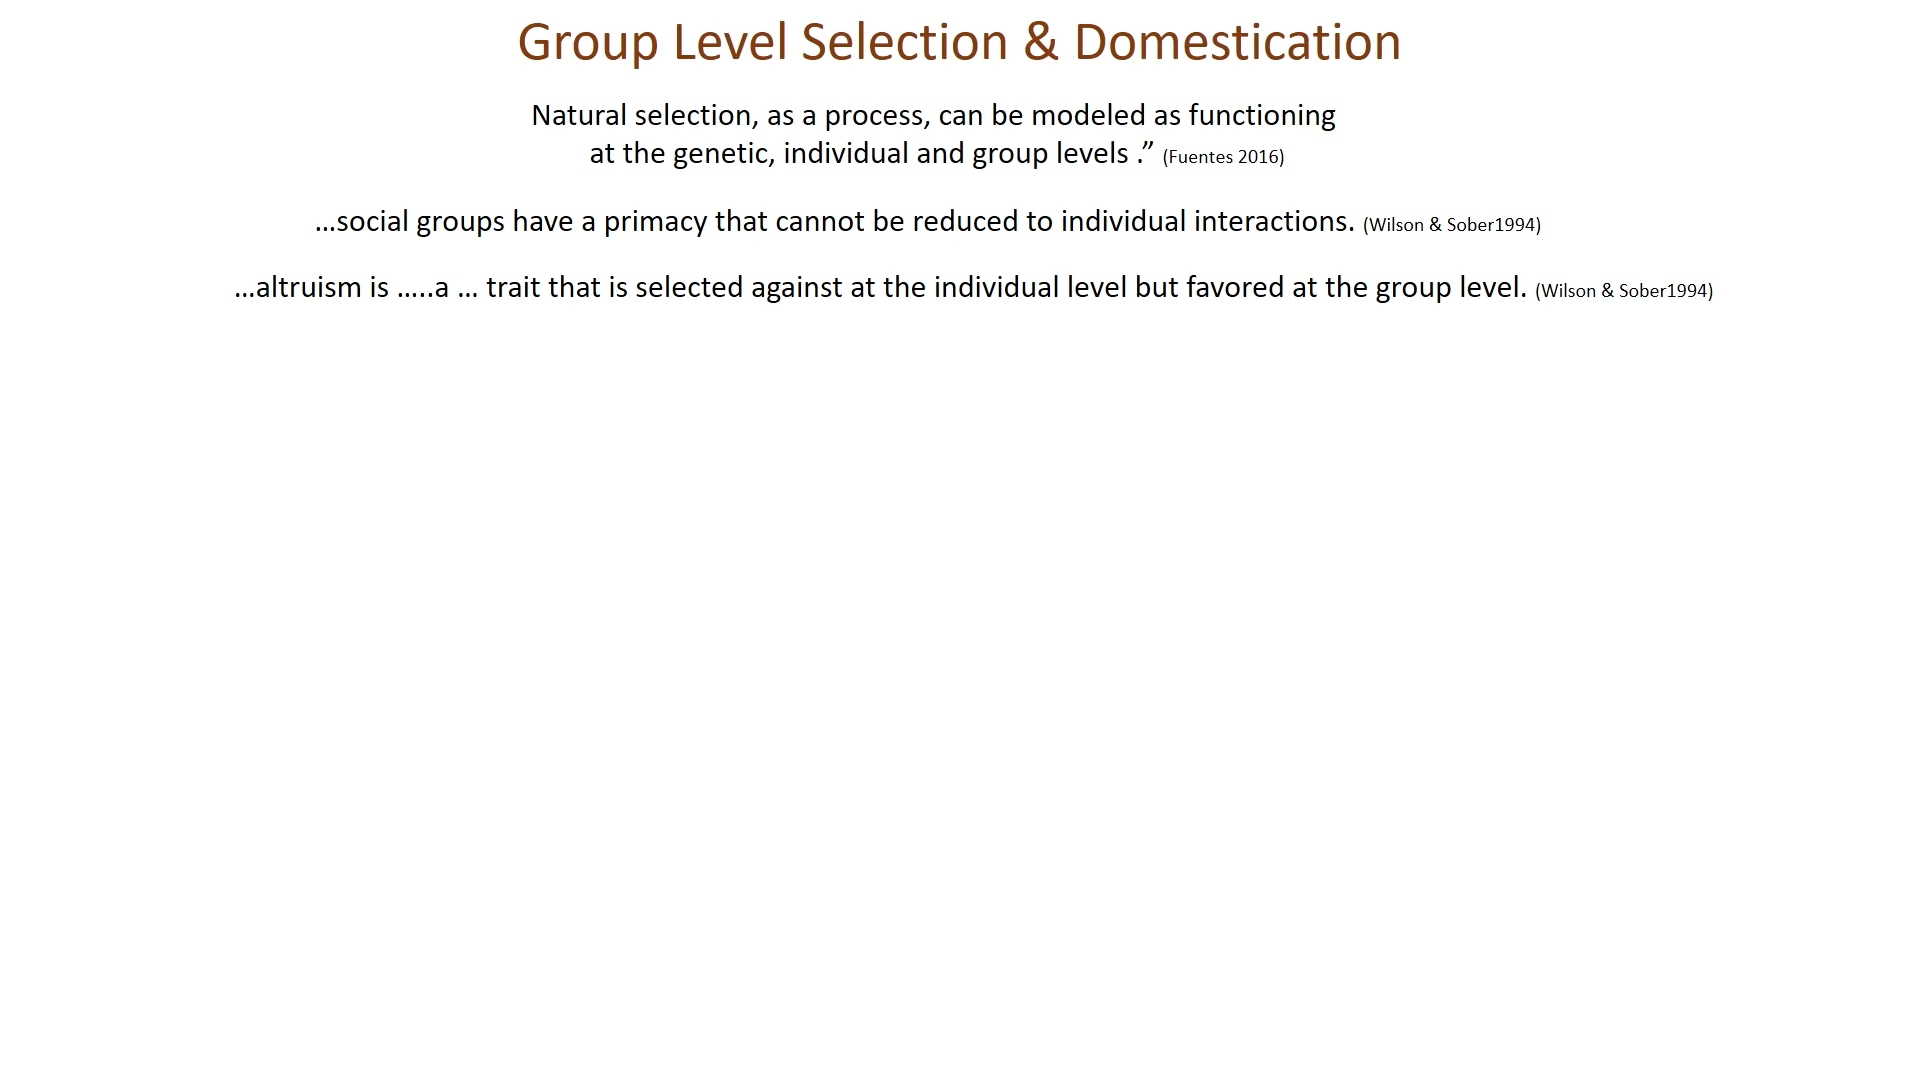 Group Level Selection & Domestication
Natural selection, as a process, can be modeled as functioning
at the genetic, individual and group levels .” (Fuentes 2016)
…social groups have a primacy that cannot be reduced to individual interactions. (Wilson & Sober1994)
…altruism is …..a … trait that is selected against at the individual level but favored at the group level. (Wilson & Sober1994)